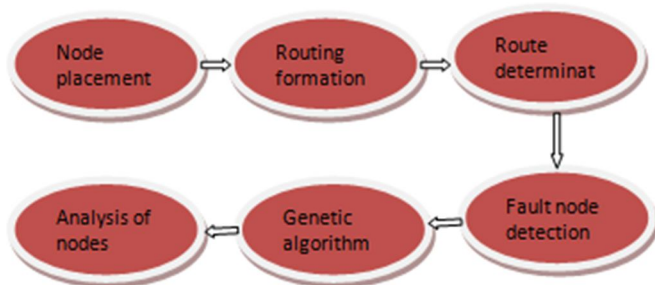 Node
placement
Routing
formation
Route
determinat
Fault node
detection
Genetic
algorithm
Analysis of
nodes